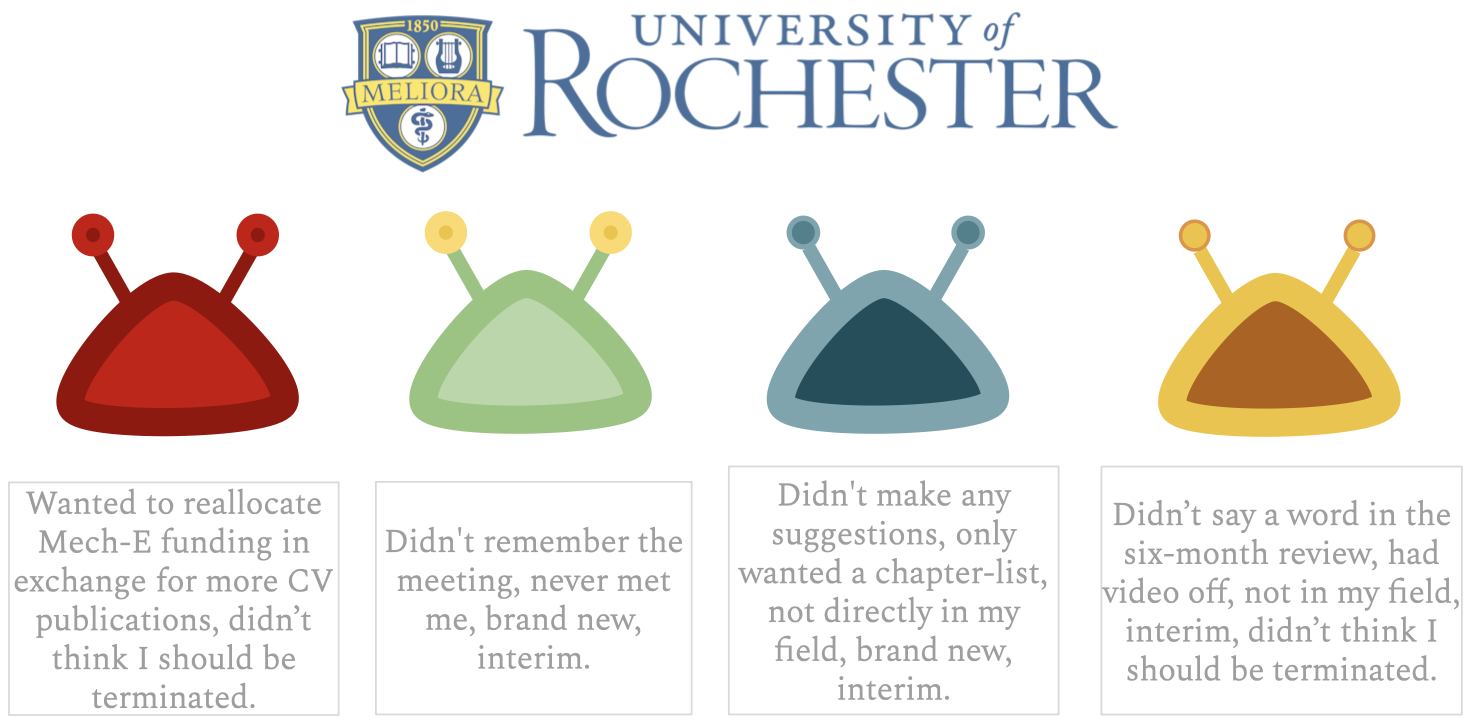 1850
MELIORA
UNIVERSITY of
ROCHESTER
Wanted to reallocate
Mech-E funding in
exchange for more CV
publications, didn’t
think I should be
terminated.
Didn't remember the
meeting, never met
me, brand new,
interim.
Didn't make any
suggestions, only
wanted a chapter-list,
not directly in my
field, brand new,
interim.
Didn’t say a word in the
six-month review, had
video off, not in my field,
interim, didn’t think I
should be terminated.